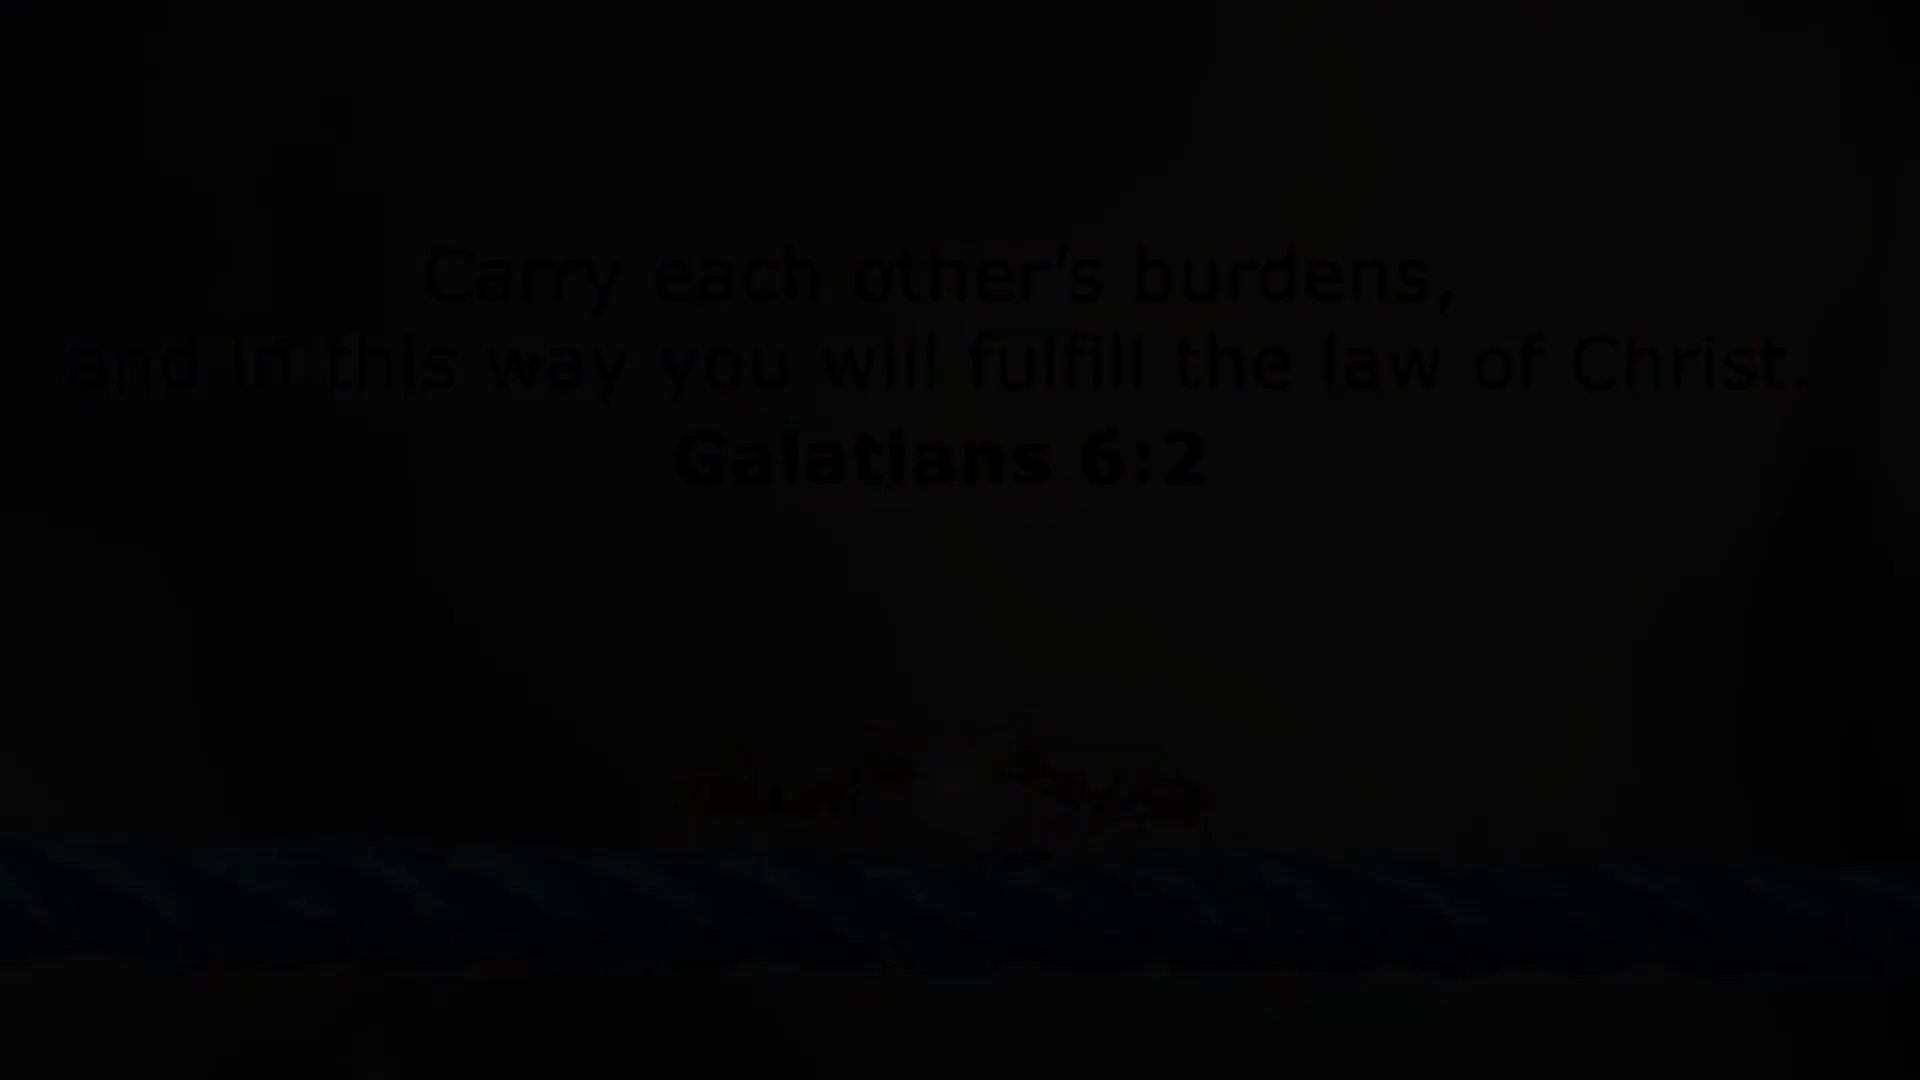 Carry each other's burdens,
and in this way you will fulfill the law of Christ.
Galatians 6:2